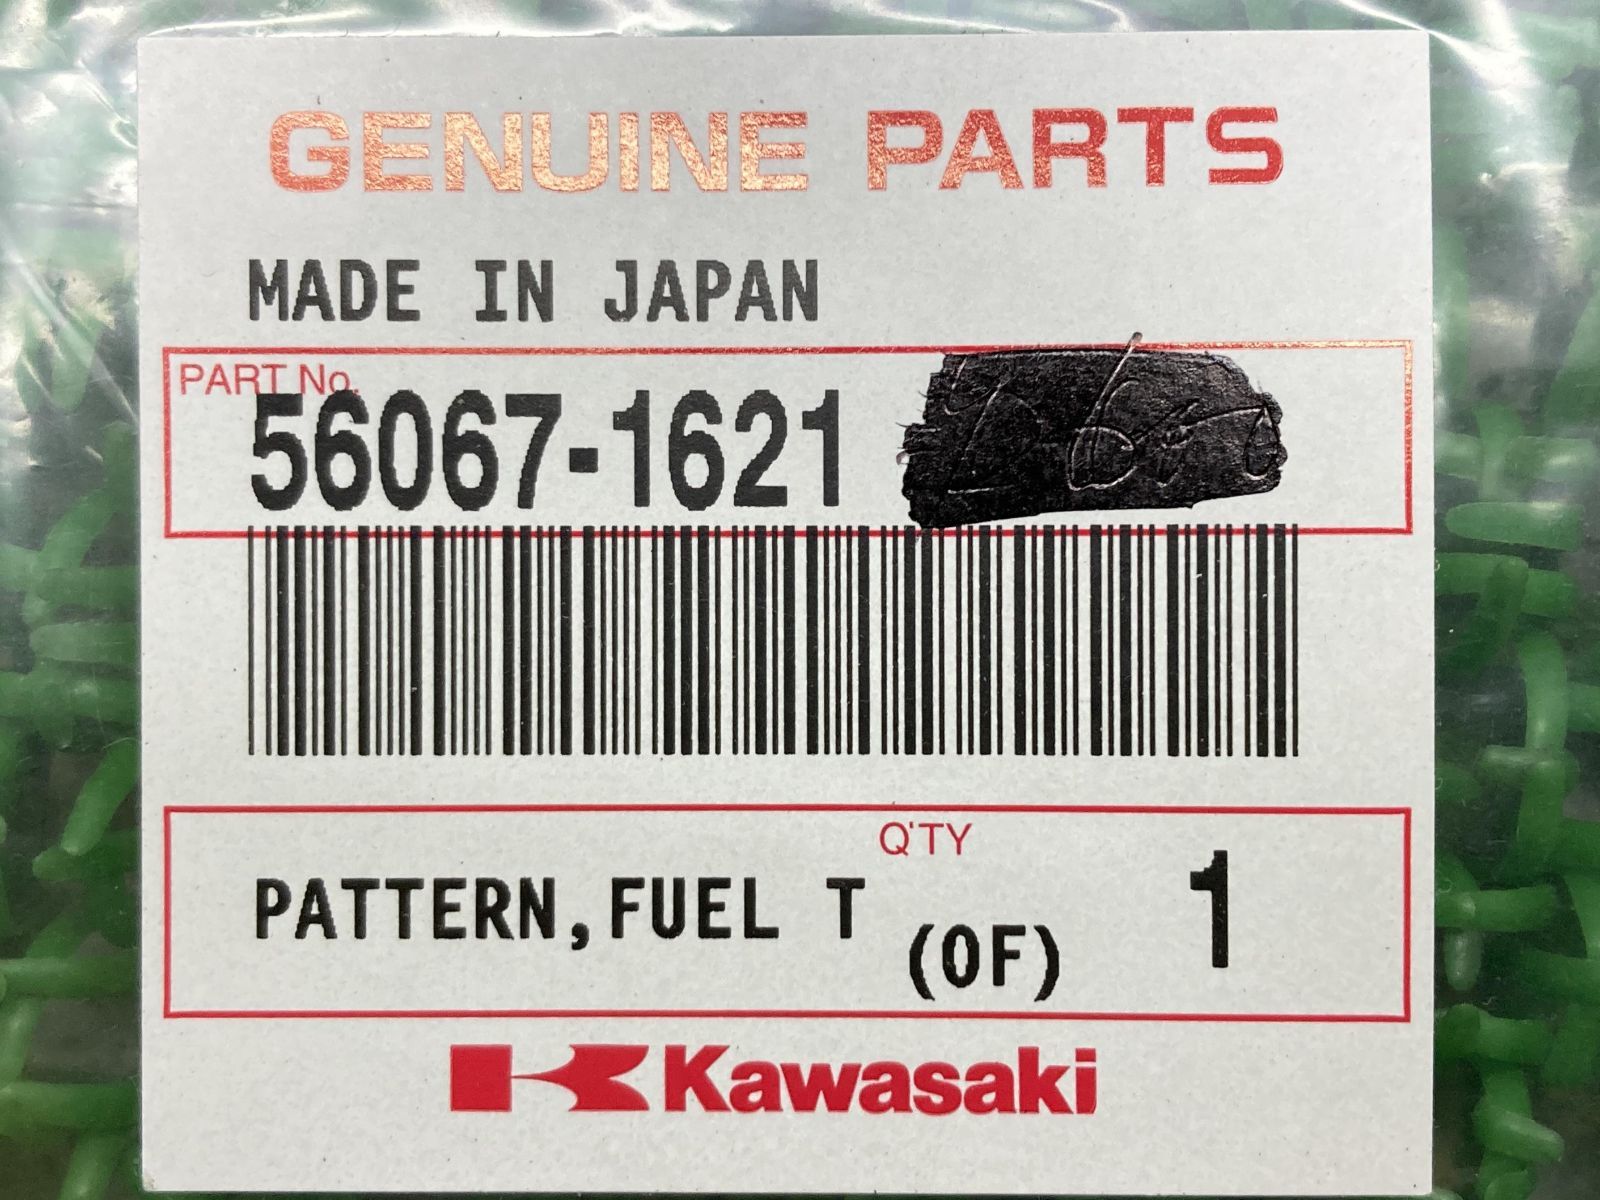 GENUINE PARTS
MADE IN JAPAN
PART No.
56067-1621
Q'TY
PATTERN,FUEL T (OF) 1
Kawasaki